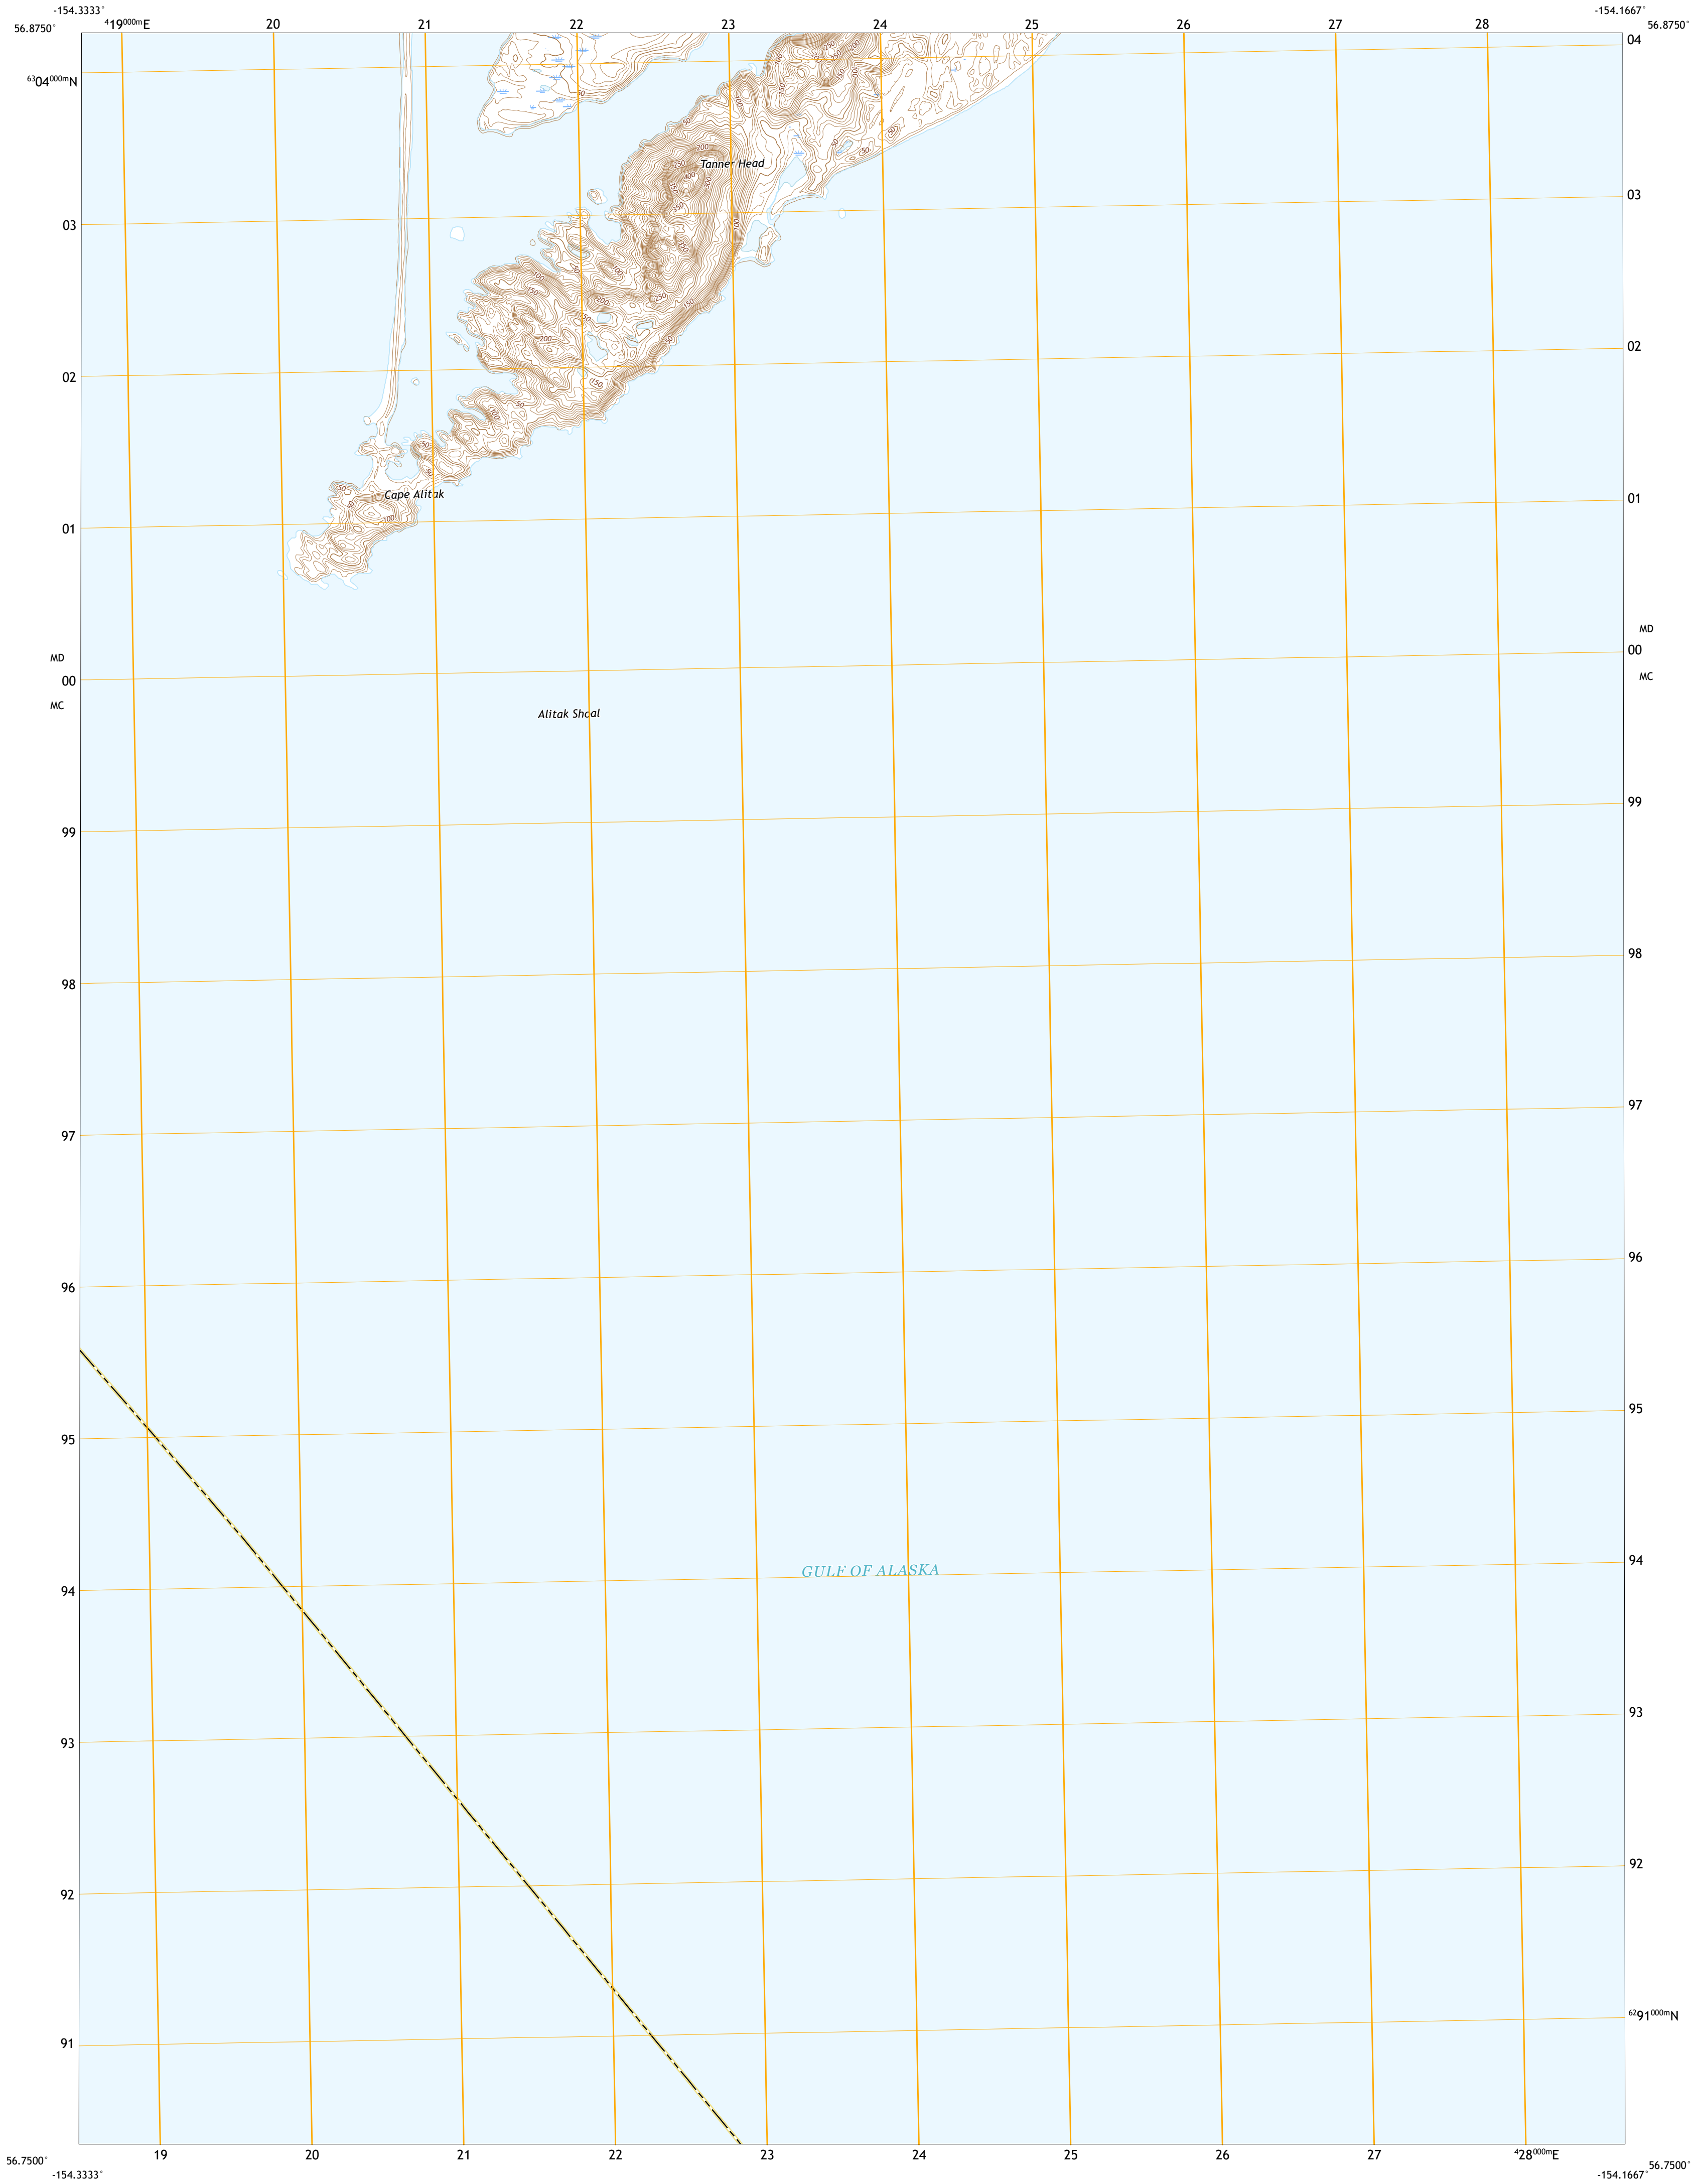 -154.3333° -154.1667°
56.8750° ⁴19⁰⁰⁰ᵐE 20 21 22 23 24 25 26 27 28 56.8750°
04
⁶³04⁰⁰⁰ᵐN
Tanner Head
03
03
02
02
Cape Alitak
01
01
MD
MD
00
00
MC
MC
Alitak Shoal
99
99
98
98
97
97
96
96
95
95
94
GULF OF ALASKA
94
93
93
92
92
⁶²91⁰⁰⁰ᵐN
91
19 20 21 22 23 24 25 26 27 ⁴28⁰⁰⁰ᵐE
56.7500° 56.7500°
-154.3333° -154.1667°